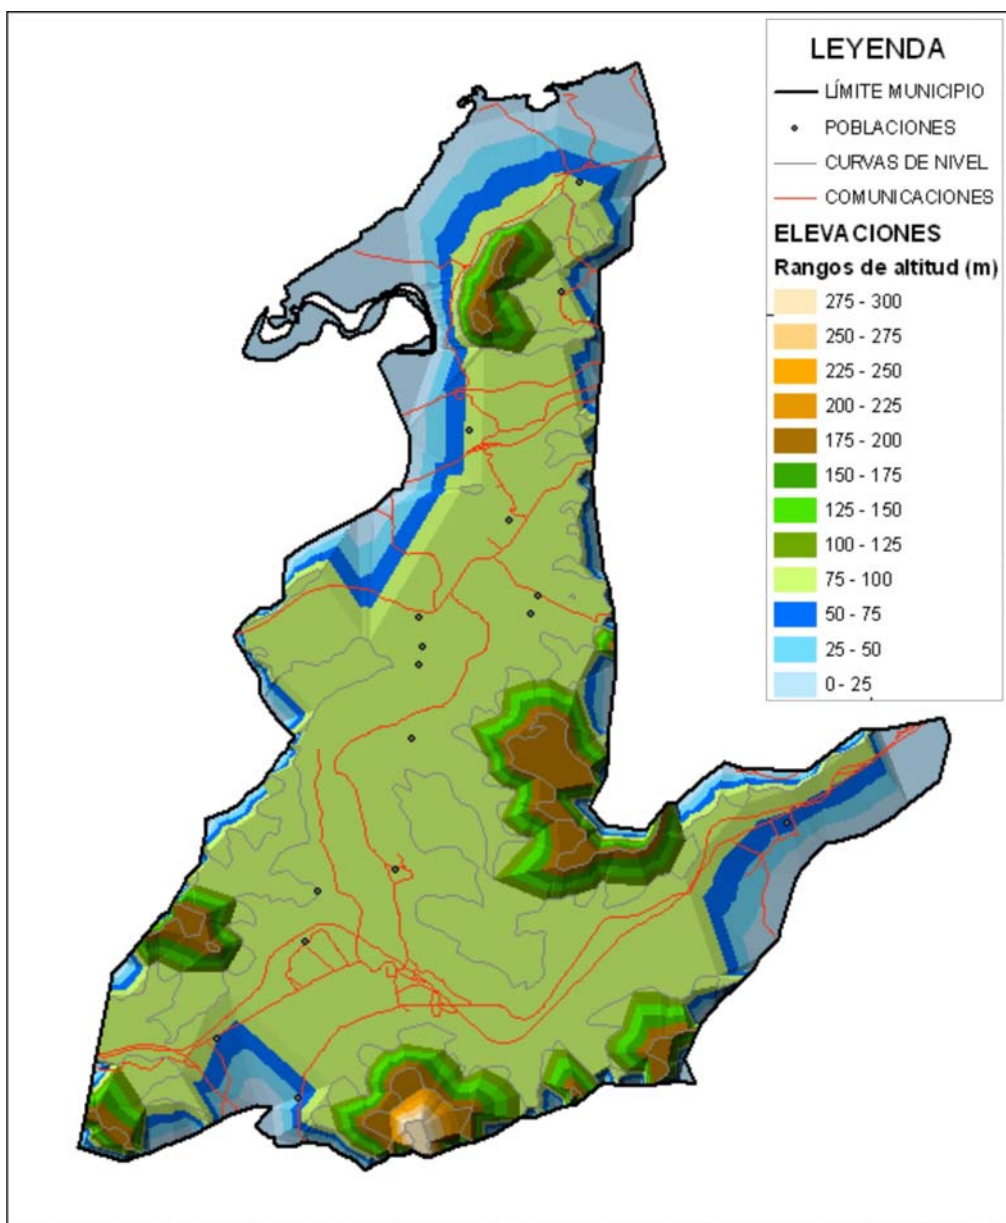 LEYENDA
LÍMITE MUNICIPIO
POBLACIONES
CURVAS DE NIVEL
COMUNICACIONES
ELEVACIONES
Rangos de altitud (m)
275 - 300
250 - 275
225 - 250
200 - 225
175 - 200
150 - 175
125 - 150
100 - 125
75 - 100
50 - 75
25 - 50
0 - 25